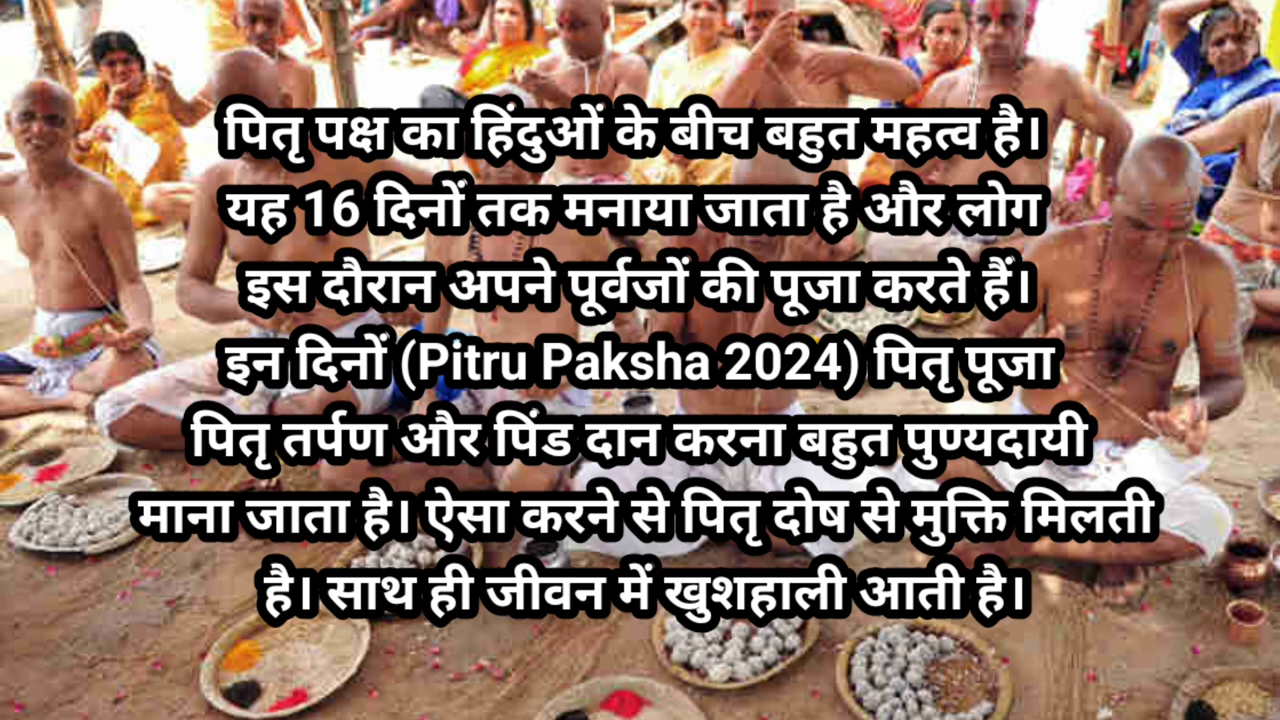 पितृ पक्ष का हिंदुओं के बीच बहुत महत्व है।
यह 16 दिनों तक मनाया जाता है और लोग
इस दौरान अपने पूर्वजों की पूजा करते हैं।
इन दिनों (Pitru Paksha 2024) पितृ पूजा
पितृ तर्पण और पिंड दान करना बहुत पुण्यदायी
माना जाता है। ऐसा करने से पितृ दोष से मुक्ति मिलती
है। साथ ही जीवन में खुशहाली आती है।